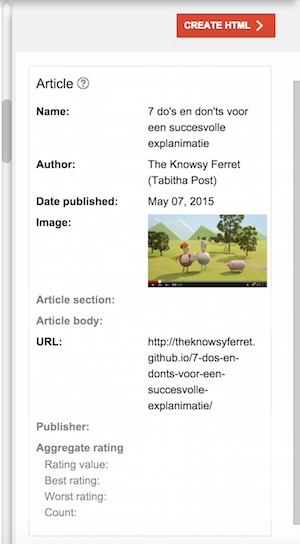 CREATE HTML
Article ?
Name: 7 do's en don'ts voor
een succesvolle
explanimatie
Author: The Knowsy Ferret
(Tabitha Post)
Date published: May 07, 2015
Image:
Article section:
Article body:
URL: http://theknowsyferret.
github.io/7-dos-en-
donts-voor-een-
succesvolle-
explanimatie/
Publisher:
Aggregate rating
Rating value:
Best rating:
Worst rating:
Count: